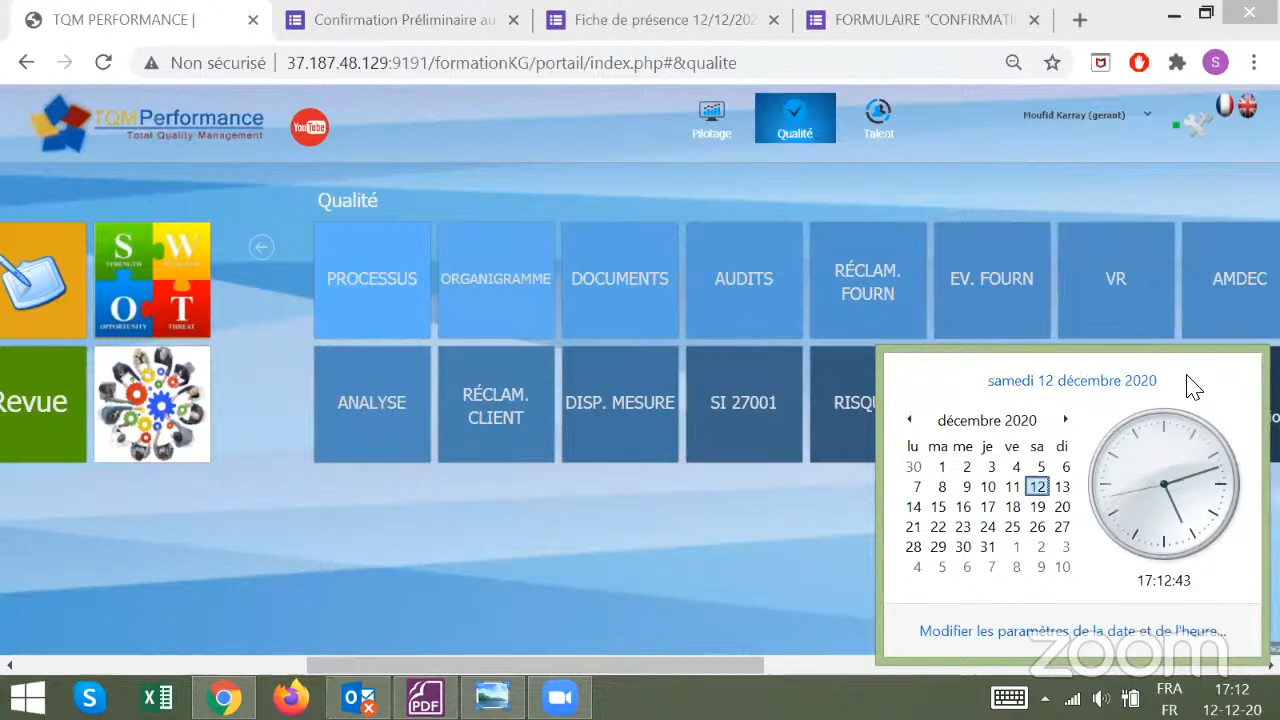 TQM PERFORMANCE |
Confirmation Préliminaire au
Fiche de présence 12/12/202
FORMULAIRE "CONFIRMATI
Non sécurisé
37.187.48.129:9191/formationKG/portail/index.php#&qualite
S
TQMPerformance
Total Quality Management
YouTube
Pilotage
Qualité
Talent
Moufid Karray (gerant)
Qualité
S
W
STRENGTH
O
T
OPPORTUNITY
THREAT
PROCESSUS
ORGANIGRAMME
DOCUMENTS
AUDITS
RÉCLAM.
FOURN
EV. FOURN
VR
AMDEC
Revue
ANALYSE
RÉCLAM.
CLIENT
DISP. MESURE
SI 27001
RISQU
samedi 12 décembre 2020
décembre 2020
lu ma me je ve sa di
30 1 2 3 4 5 6
7 8 9 10 11 12 13
14 15 16 17 18 19 20
21 22 23 24 25 26 27
28 29 30 31 1 2 3
4 5 6 7 8 9 10
17:12:43
Modifier les paramètres de la date et de l'heure...
zoom
S
X
O
PDF
FRA
FR
17:12
12-12-20